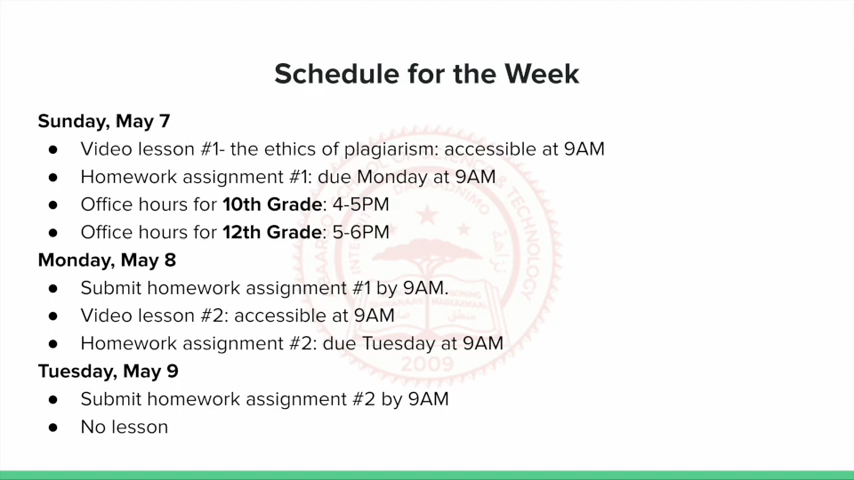 Schedule for the Week
Sunday, May 7
● Video lesson #1- the ethics of plagiarism: accessible at 9AM
● Homework assignment #1: due Monday at 9AM
● Office hours for 10th Grade: 4-5PM
● Office hours for 12th Grade: 5-6PM
Monday, May 8
● Submit homework assignment #1 by 9AM.
● Video lesson #2: accessible at 9AM
● Homework assignment #2: due Tuesday at 9AM
Tuesday, May 9
● Submit homework assignment #2 by 9AM
● No lesson
2009